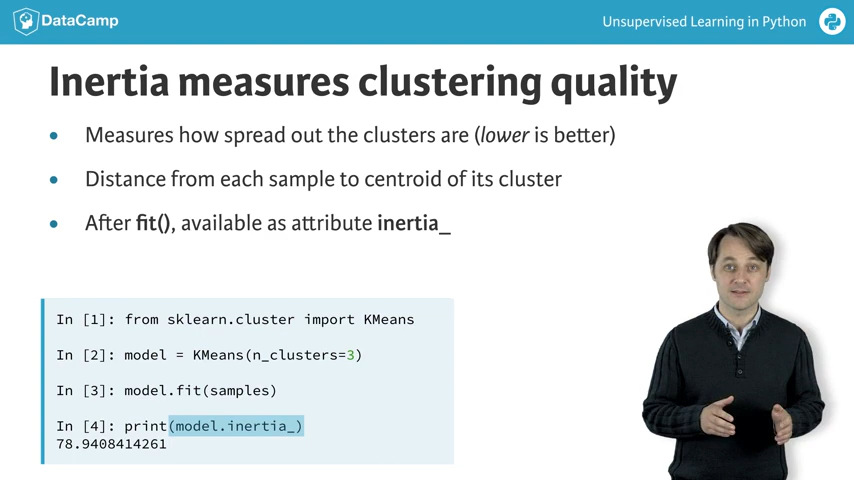 DataCamp
Unsupervised Learning in Python
Inertia measures clustering quality
• Measures how spread out the clusters are (lower is better)
• Distance from each sample to centroid of its cluster
• After fit(), available as attribute inertia_
In [1]: from sklearn.cluster import KMeans
In [2]: model = KMeans(n_clusters=3)
In [3]: model.fit(samples)
In [4]: print(model.inertia_)
78.9408414261